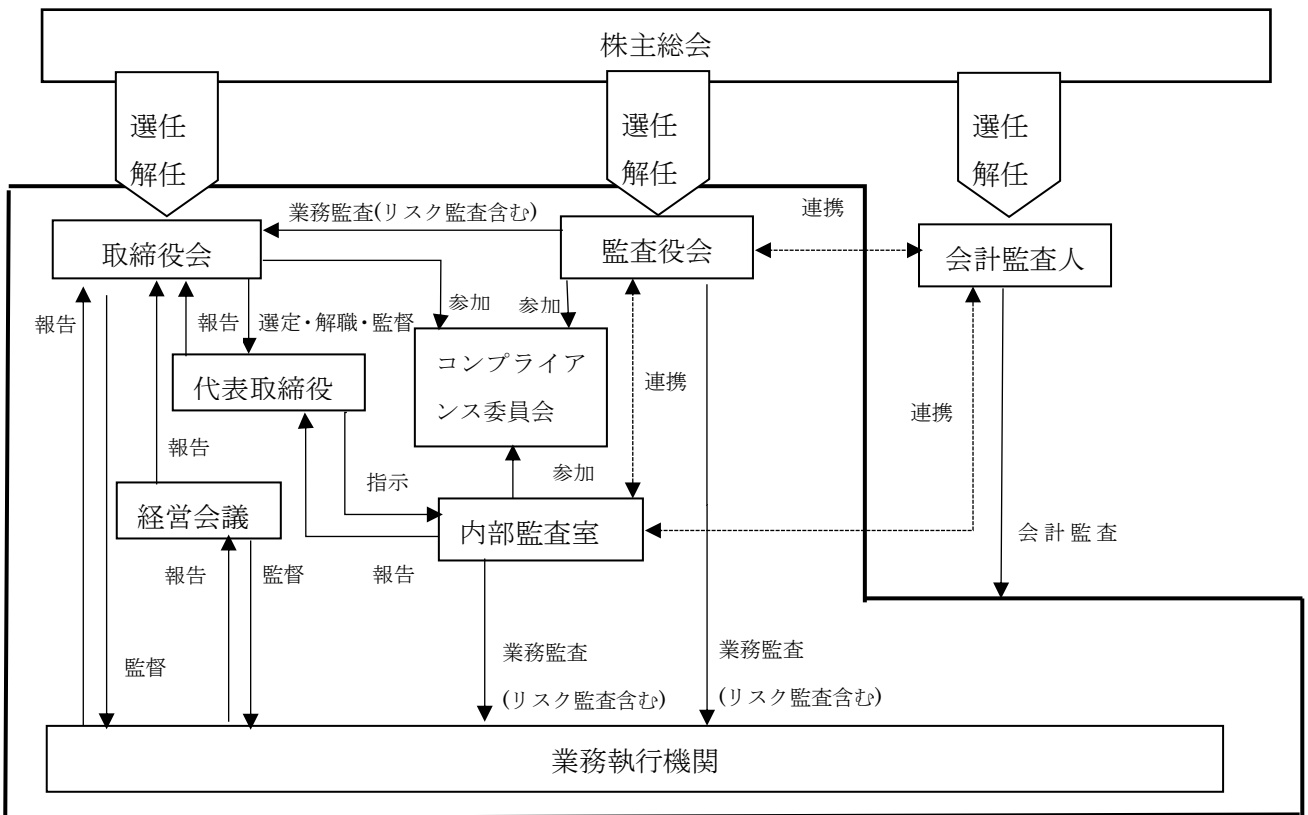 株主総会
選任
解任
選任
解任
選任
解任
業務監査(リスク監査含む)
連携
取締役会
監査役会
会計監査人
報告
報告
選定・解職・監督
参加
参加
代表取締役
コンプライア
ンス委員会
連携
連携
報告
指示
参加
経営会議
内部監査室
会計監査
報告
監督
報告
監督
業務監査
(リスク監査含む)
業務監査
(リスク監査含む)
業務執行機関